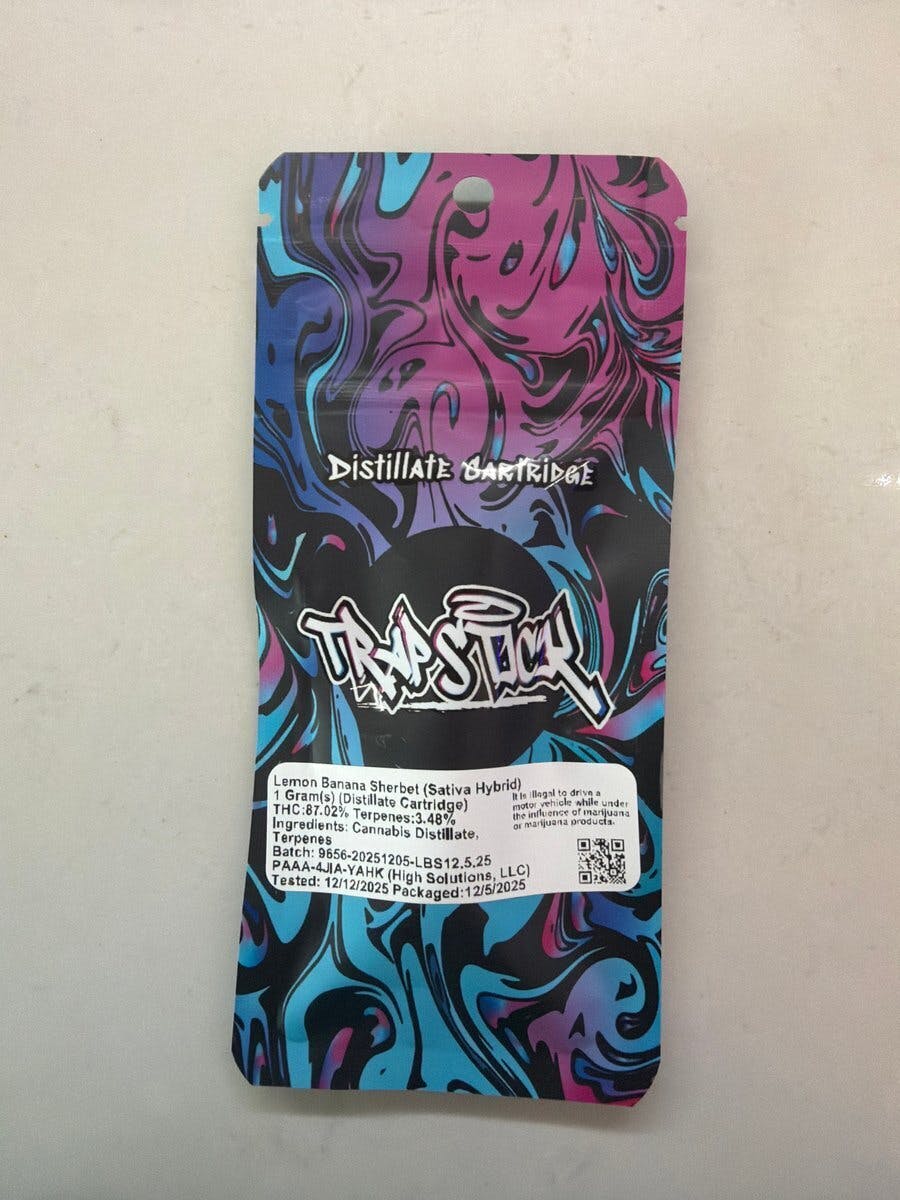 Distillate Cartridge
TRAP STICK
Lemon Banana Sherbet (Sativa Hybrid)
1 Gram(s) (Distillate Cartridge)
THC:87.02% Terpenes:3.48%
Ingredients: Cannabis Distillate,
Terpenes
Batch: 9656-20251205-LBS12.5.25
PAAA-4JIA-YAHK (High Solutions, LLC)
Tested: 12/12/2025 Packaged:12/5/2025
It is illegal to drive a
motor vehicle while under
the influence of marijuana
or marijuana products.